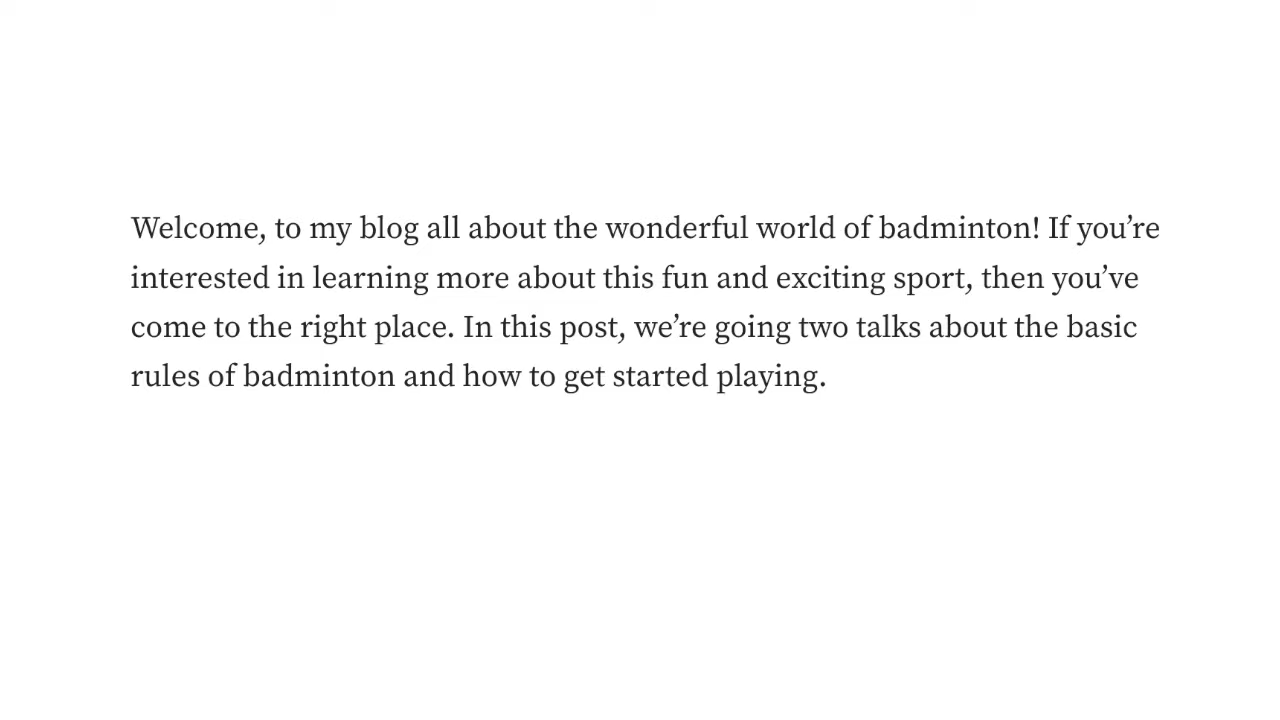 Welcome, to my blog all about the wonderful world of badminton! If you’re
interested in learning more about this fun and exciting sport, then you’ve
come to the right place. In this post, we’re going two talks about the basic
rules of badminton and how to get started playing.